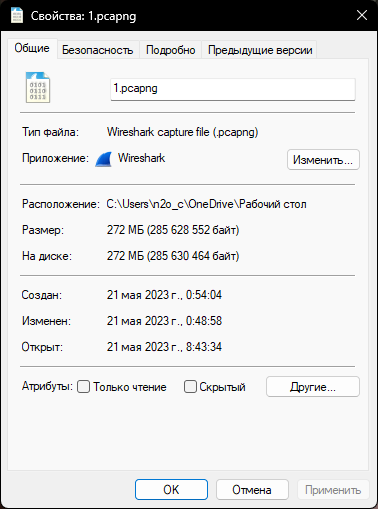 Свойства: 1.pcapng
Общие Безопасность Подробно Предыдущие версии
0101
0110
0111
1.pcapng
Тип файла: Wireshark capture file (.pcapng)
Приложение: Wireshark Изменить...
Расположение: C:\Users\n2o_c\OneDrive\Рабочий стол
Размер: 272 МБ (285 628 552 байт)
На диске: 272 МБ (285 630 464 байт)
Создан: 21 мая 2023 г., 0:54:04
Изменен: 21 мая 2023 г., 0:48:58
Открыт: 21 мая 2023 г., 8:43:34
Атрибуты: Только чтение Скрытый Другие...
ОК Отмена Применить